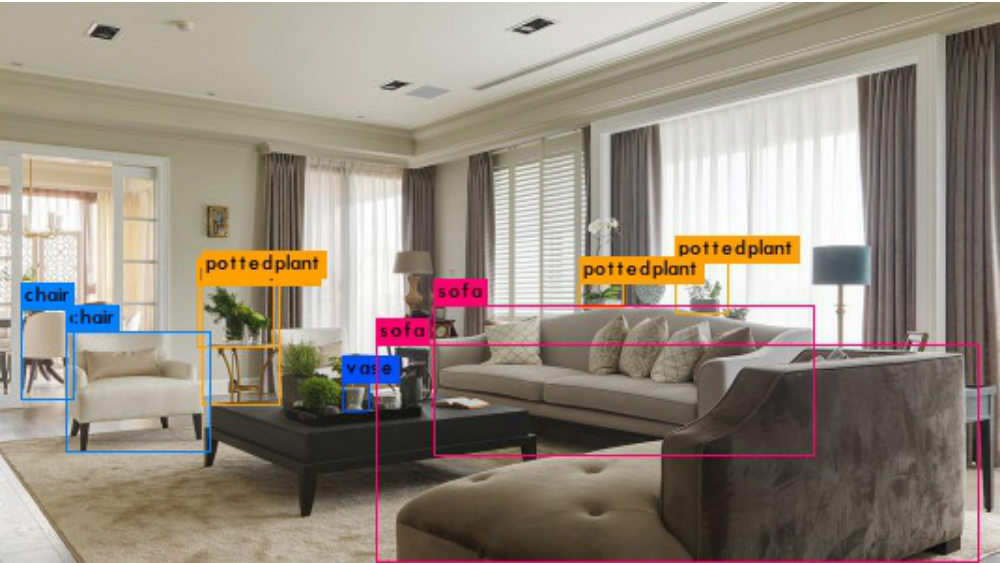 pottedplant
pottedplant
pottedplant
chair
sofa
chair
sofa
vase